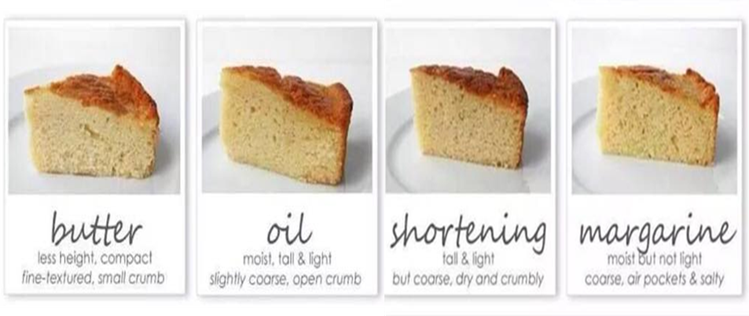 butter
less height, compact
fine-textured, small crumb
oil
moist, tall & light
slightly coarse, open crumb
shortening
tall & light
but coarse, dry and crumbly
margarine
moist but not light
coarse, air pockets & salty